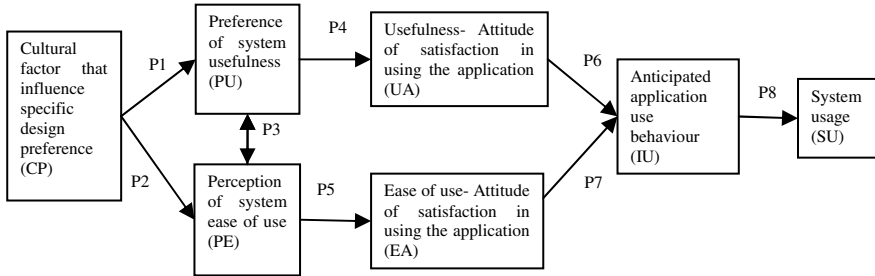 Cultural
factor that
influence
specific
design
preference
(CP)
P1
P2
Preference
of system
usefulness
(PU)
P3
Perception
of system
ease of use
(PE)
P4
P5
Usefulness- Attitude
of satisfaction in
using the application
(UA)
Ease of use- Attitude
of satisfaction in
using the application
(EA)
P6
P7
Anticipated
application
use
behaviour
(IU)
P8
System
usage
(SU)